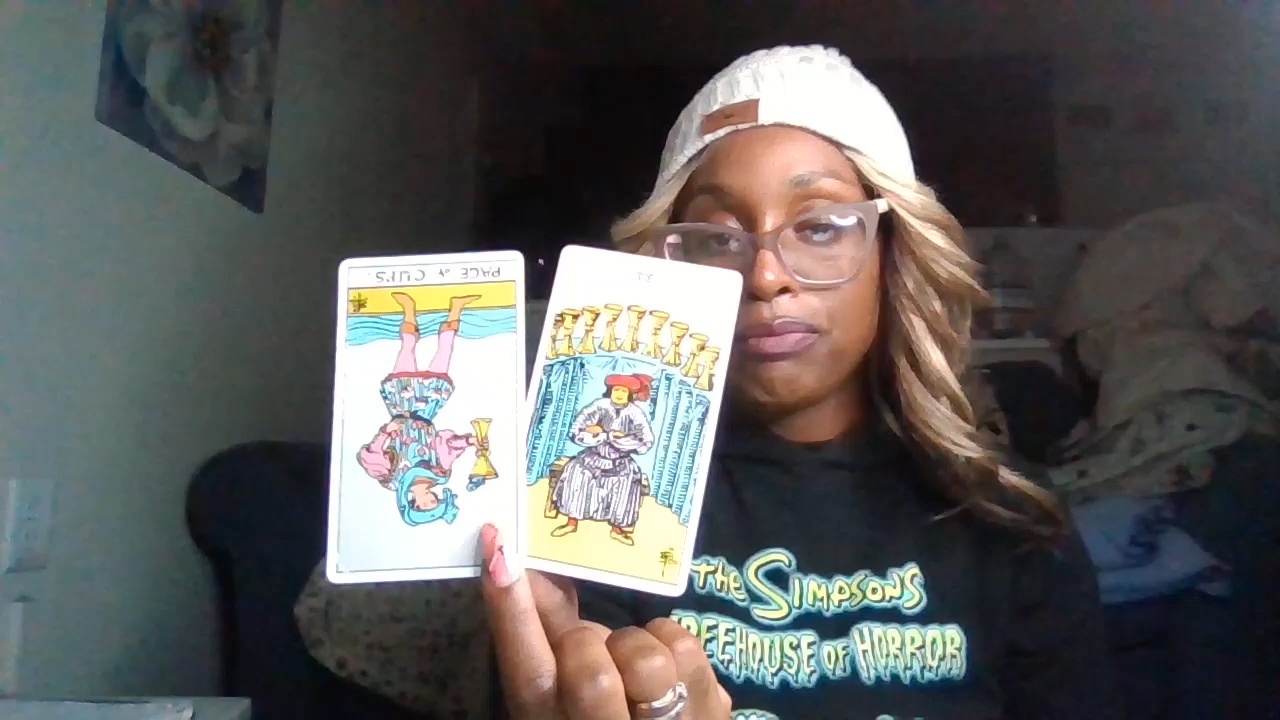 PAGE of CUPS.
IX
The Simpsons
TREEHOUSE of HORROR